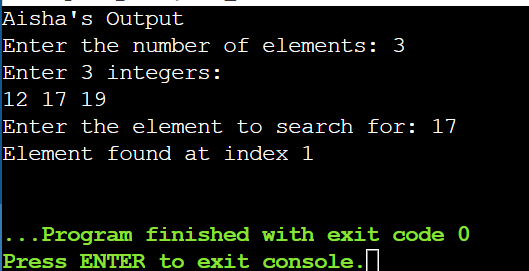 Aisha's Output
Enter the number of elements: 3
Enter 3 integers:
12 17 19
Enter the element to search for: 17
Element found at index 1
...Program finished with exit code 0
Press ENTER to exit console.